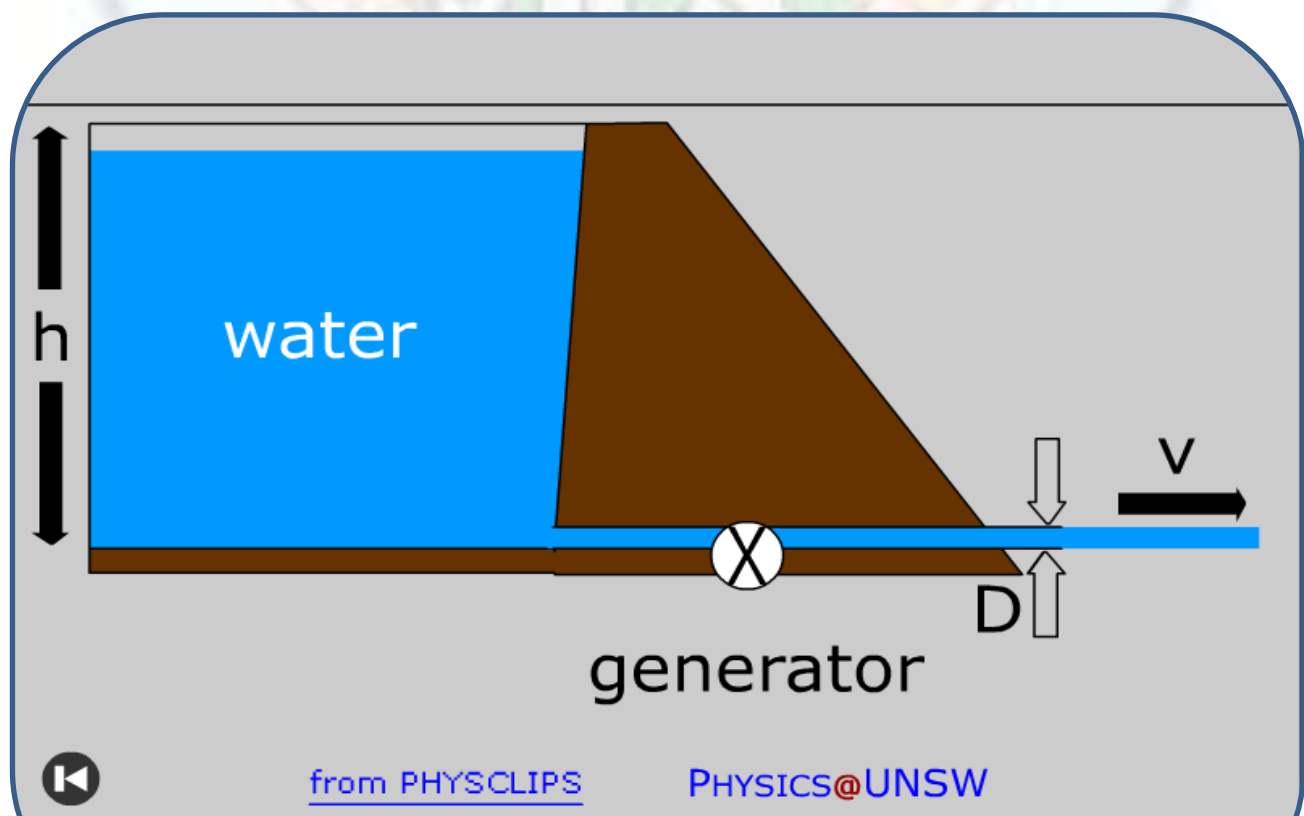 h
water
v
D
generator
from PHYSCLIPS
PHYSICS@UNSW